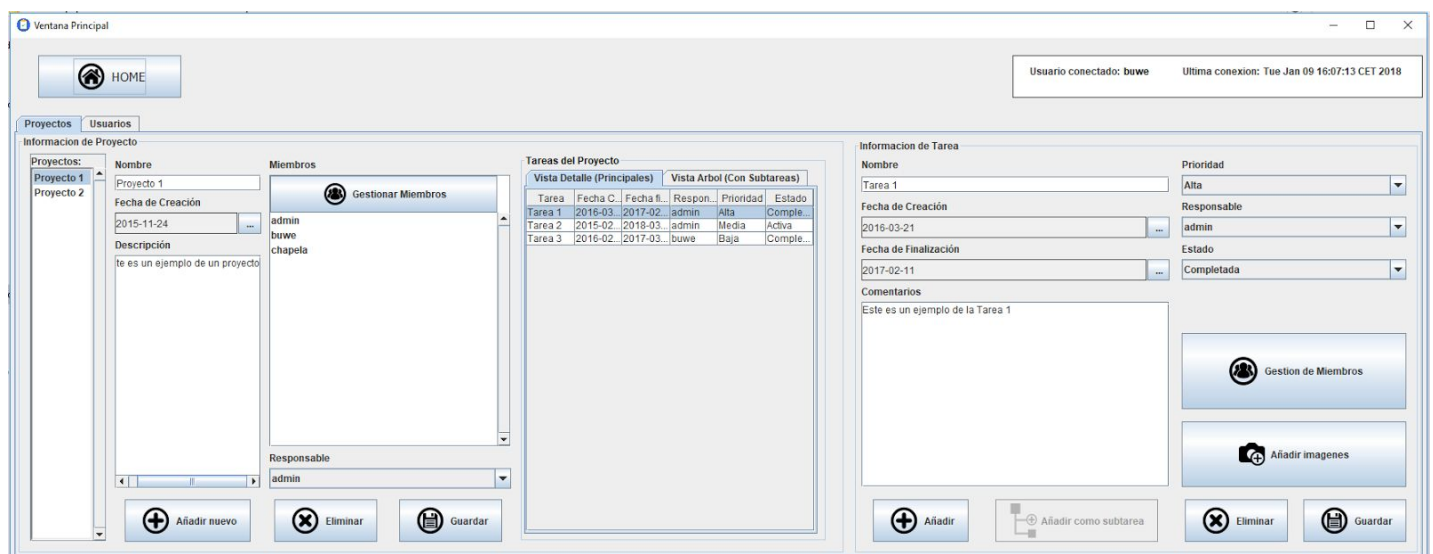 Ventana Principal
HOME
Usuario conectado: buwe Ultima conexion: Tue Jan 09 16:07:13 CET 2018
Proyectos Usuarios
Informacion de Proyecto
Proyectos:
Proyecto 1
Proyecto 2
Nombre
Proyecto 1
Fecha de Creación
2015-11-24 ...
Descripción
te es un ejemplo de un proyecto
Miembros
Gestionar Miembros
admin
buwe
chapela
Responsable
admin
Añadir nuevo Eliminar Guardar
Tareas del Proyecto
Vista Detalle (Principales) Vista Arbol (Con Subtareas)
Tarea Fecha C... Fecha fi... Respon... Prioridad Estado
Tarea 1 2016-03... 2017-02... admin Alta Comple...
Tarea 2 2015-02... 2018-03... admin Media Activa
Tarea 3 2016-02... 2017-03... buwe Baja Comple...
Informacion de Tarea
Nombre
Tarea 1
Fecha de Creación
2016-03-21 ...
Fecha de Finalización
2017-02-11 ...
Comentarios
Este es un ejemplo de la Tarea 1
Prioridad
Alta
Responsable
admin
Estado
Completada
Gestion de Miembros
Añadir imagenes
Añadir Añadir como subtarea Eliminar Guardar